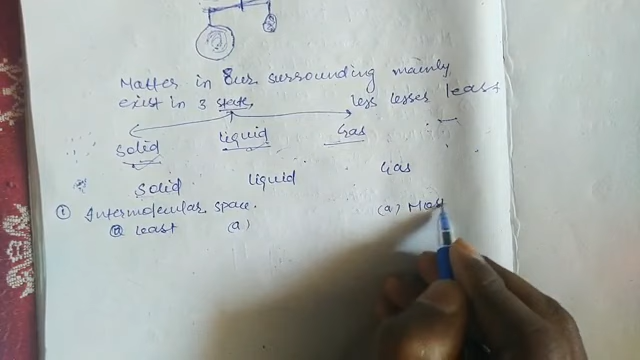 Matter in Our surrounding mainly
exist in 3 state. less lesses least
Solid liquid Gas
Solid liquid Gas
① Intermolecular space.
ⓐ least (a) (a) Most